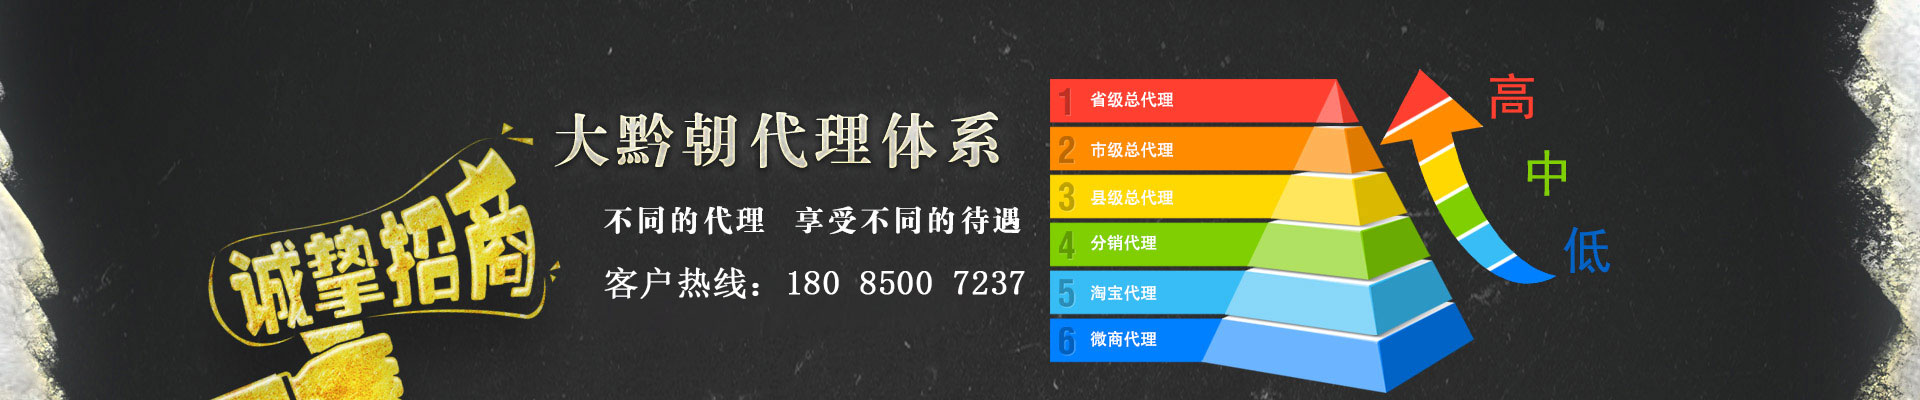 诚挚招商
大黔朝代理体系
不同的代理 享受不同的待遇
客户热线：180 8500 7237
1 省级总代理
2 市级总代理
3 县级总代理
4 分销代理
5 淘宝代理
6 微商代理
高
中
低